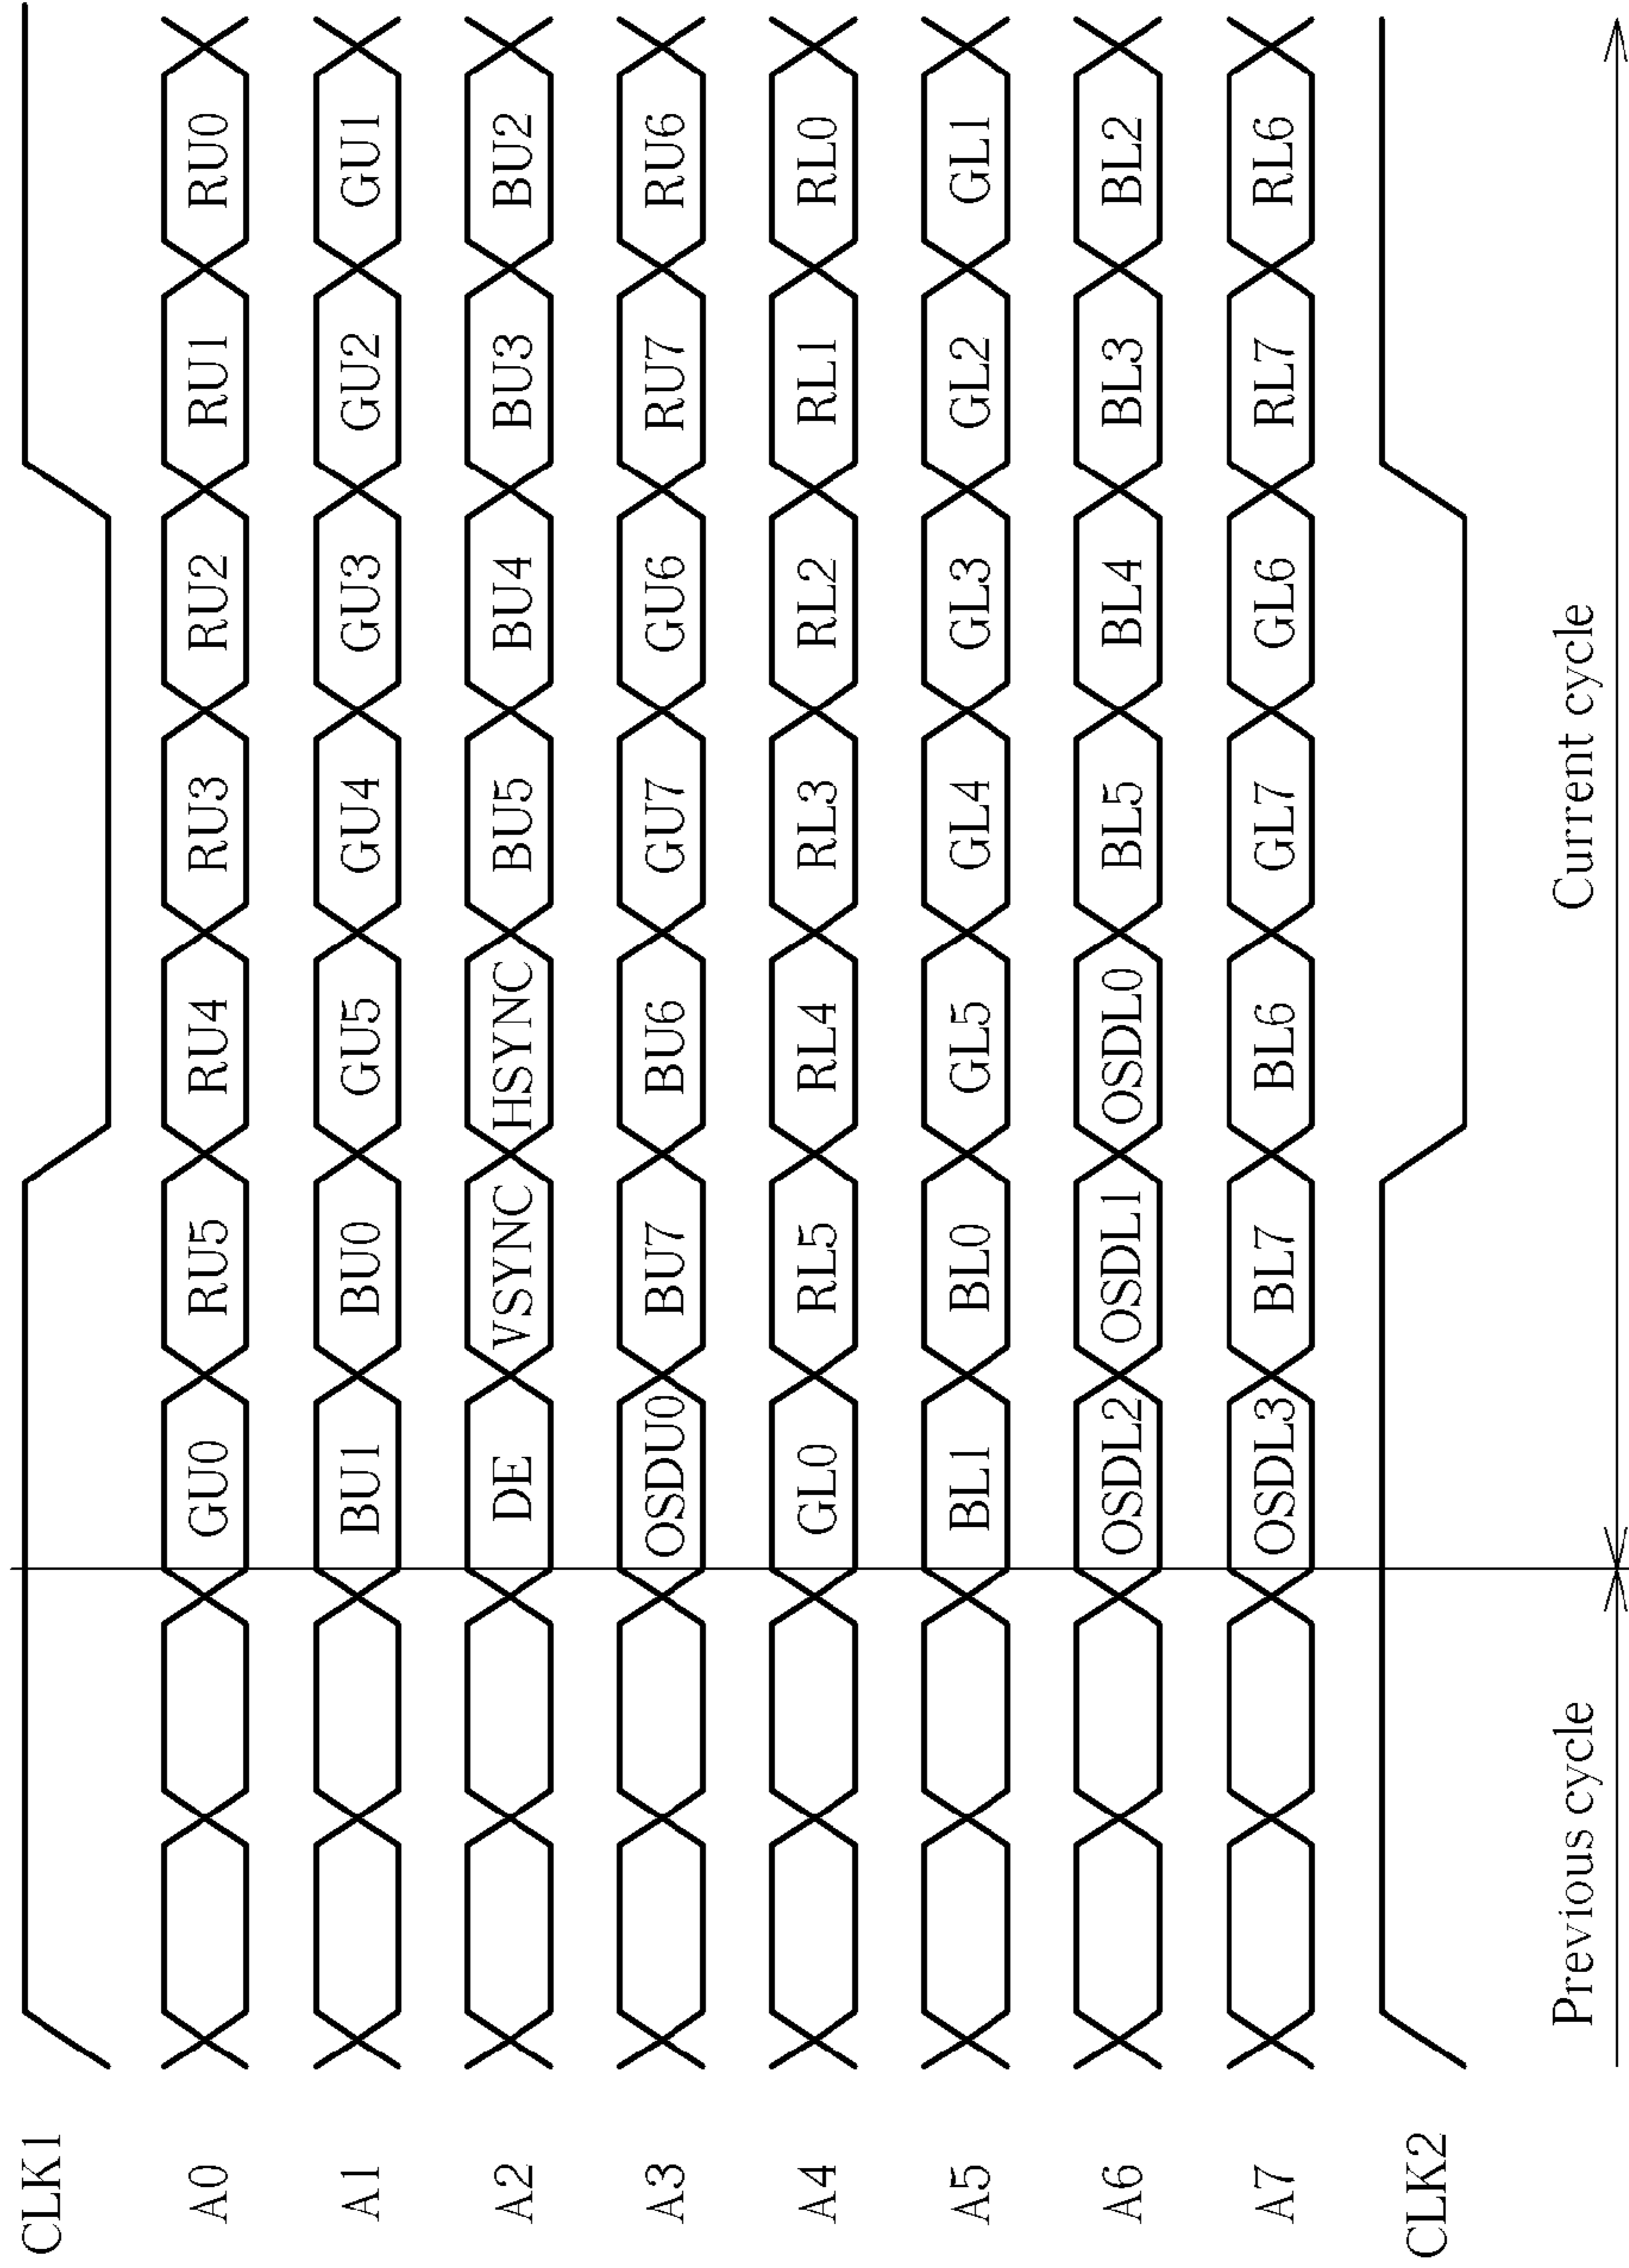 CLK1
A0 GU0 RU5 RU4 RU3 RU2 RU1 RU0
A1 BU1 BU0 GU5 GU4 GU3 GU2 GU1
A2 DE VSYNC HSYNC BU5 BU4 BU3 BU2
A3 OSDU0 BU7 BU6 GU7 GU6 RU7 RU6
A4 GL0 RL5 RL4 RL3 RL2 RL1 RL0
A5 BL1 BL0 GL5 GL4 GL3 GL2 GL1
A6 OSDL2 OSDL1 OSDL0 BL5 BL4 BL3 BL2
A7 OSDL3 BL7 BL6 GL7 GL6 RL7 RL6
CLK2
Previous cycle Current cycle